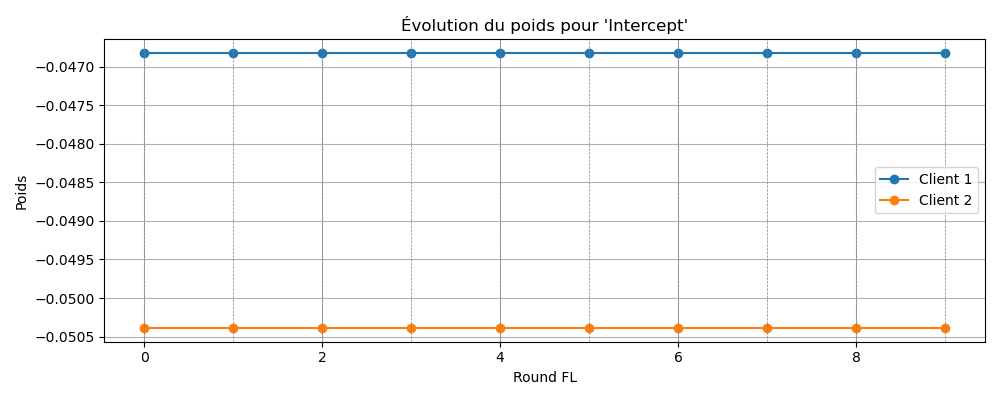 Évolution du poids pour 'Intercept'
Poids
−0.0470
−0.0475
−0.0480
−0.0485
−0.0490
−0.0495
−0.0500
−0.0505
Client 1
Client 2
0 2 4 6 8
Round FL